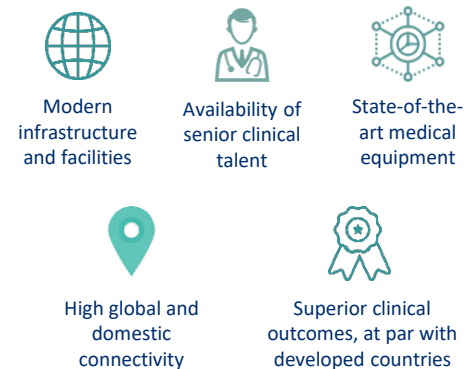 Modern
infrastructure
and facilities
Availability of
senior clinical
talent
State-of-the-
art medical
equipment
High global and
domestic
connectivity
Superior clinical
outcomes, at par with
developed countries